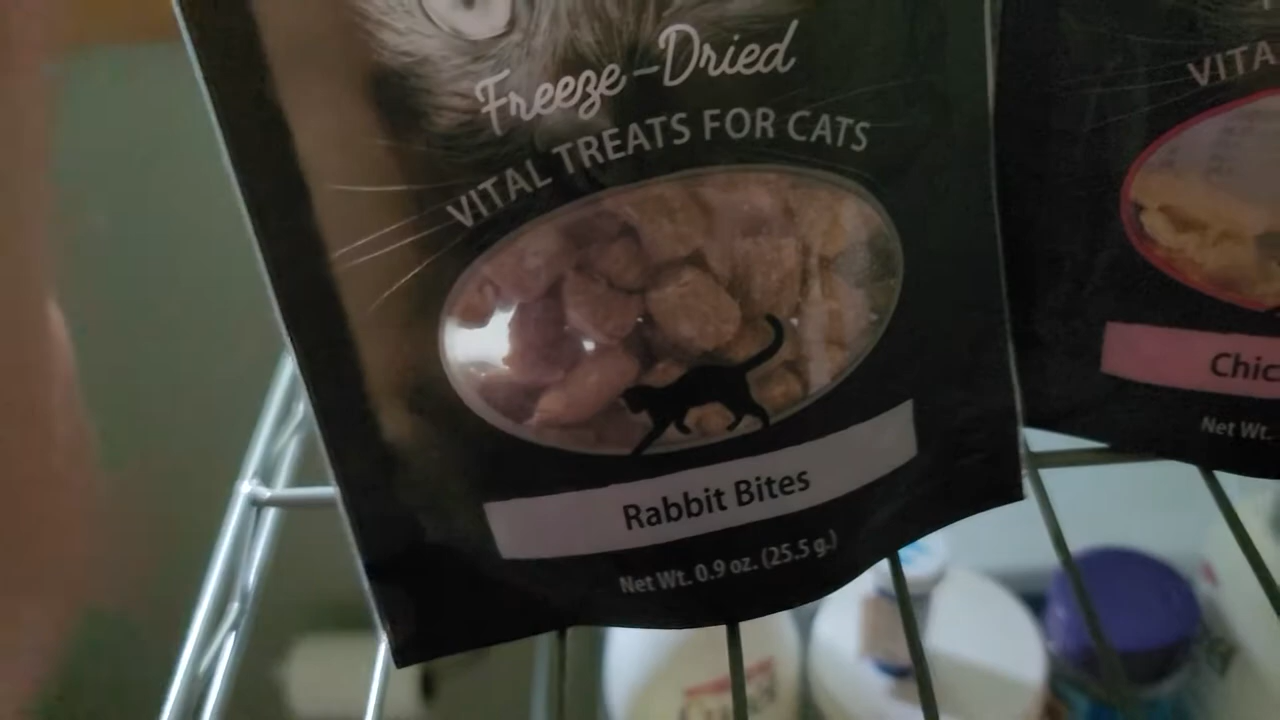 Freeze-Dried
VITAL TREATS FOR CATS
Rabbit Bites
Net Wt. 0.9 oz. (25.5 g.)
VITA
Chic
Net Wt.